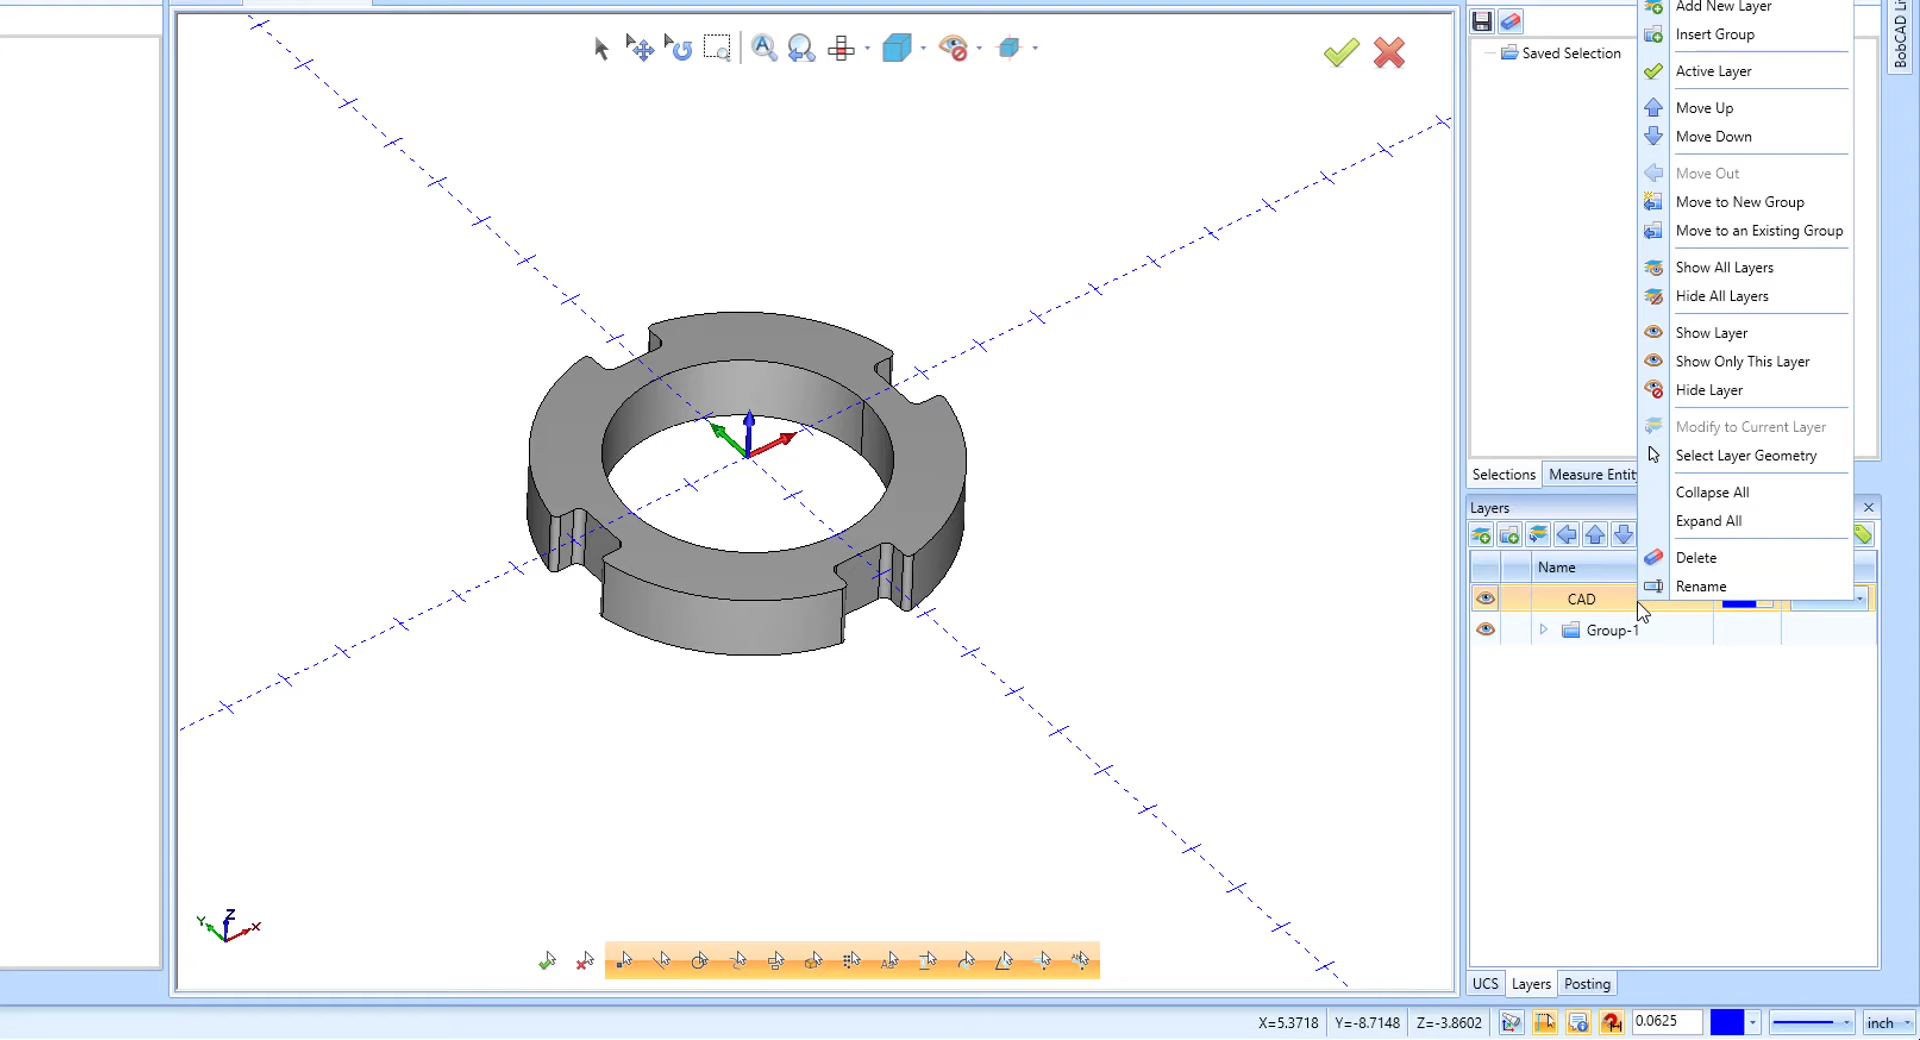 Saved Selection
Selections
Measure Entit
BobCAD Li
Add New Layer
Insert Group
Active Layer
Move Up
Move Down
Move Out
Move to New Group
Move to an Existing Group
Show All Layers
Hide All Layers
Show Layer
Show Only This Layer
Hide Layer
Modify to Current Layer
Select Layer Geometry
Collapse All
Expand All
Delete
Rename
Layers
Name
CAD
Group-1
Y Z X
UCS
Layers
Posting
X=5.3718
Y=-8.7148
Z=-3.8602
0.0625
inch